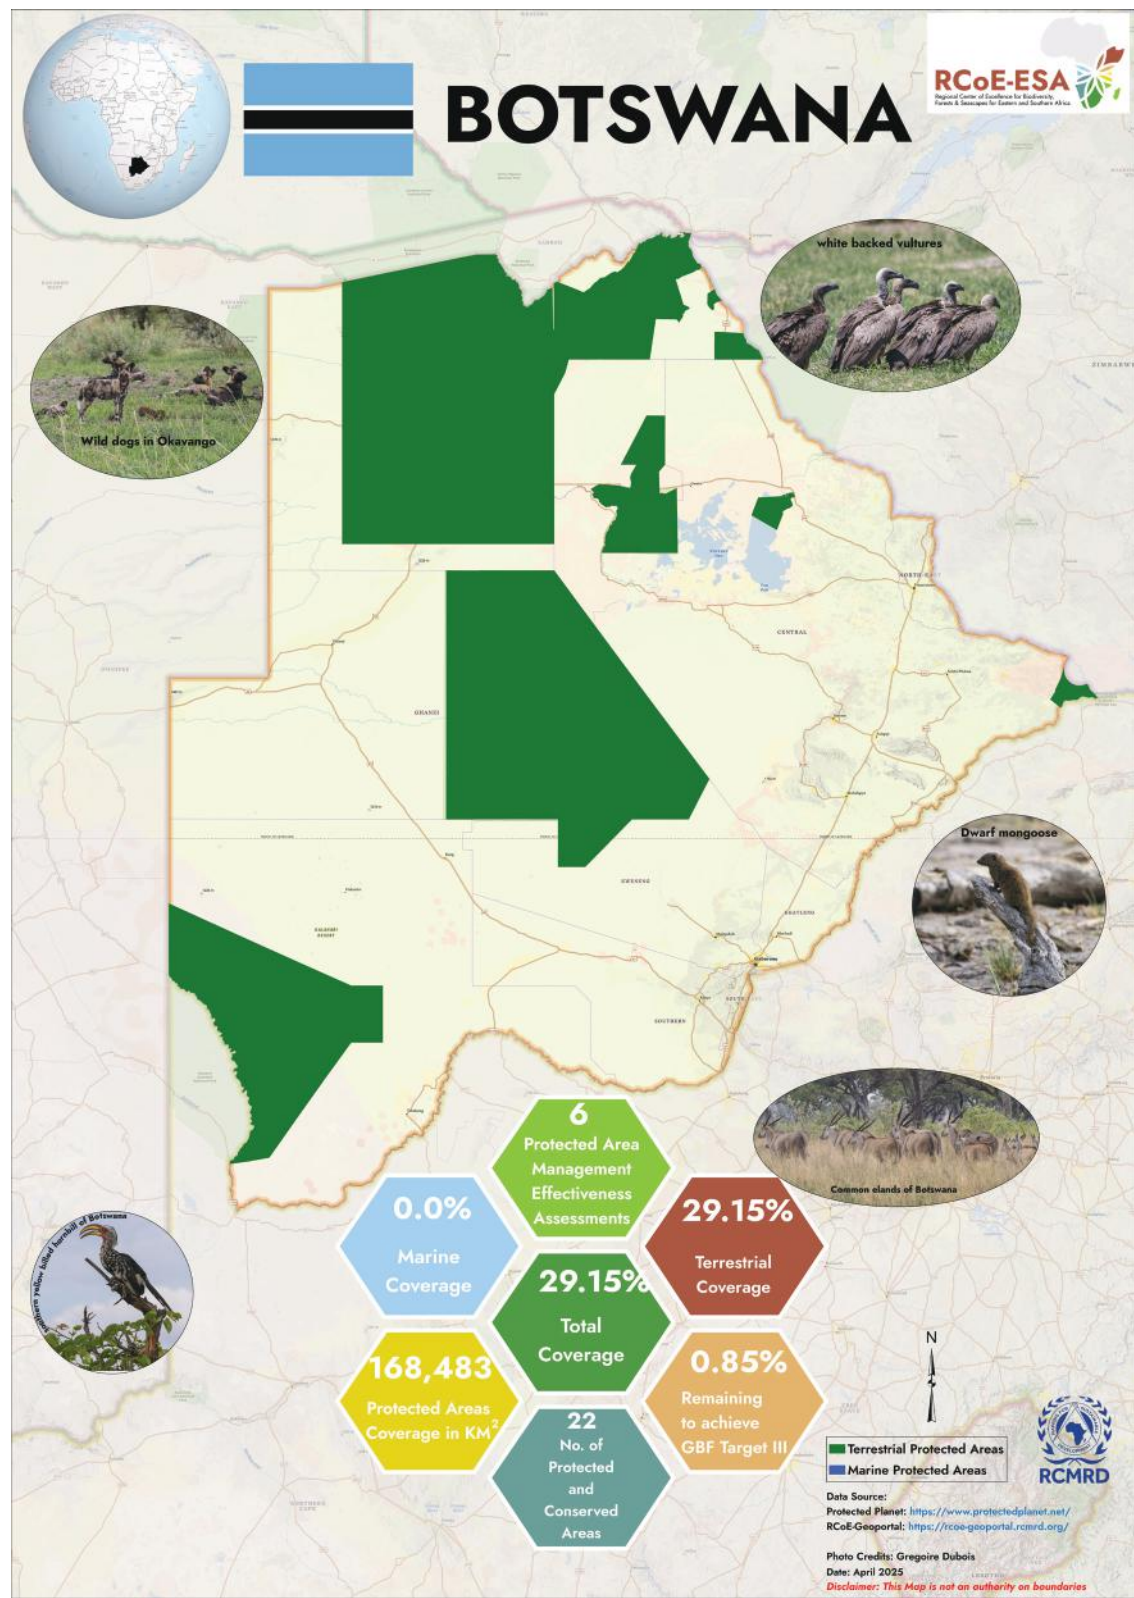 BOTSWANA
RCoE-ESA
Regional Center of Excellence for Biodiversity,
Forests & Seascapes for Eastern and Southern Africa
white backed vultures
Wild dogs in Okavango
ZIMBABWE
NORTH-EAST
CENTRAL
GHANZI
Dwarf mongoose
KWENENG
KGATLENG
SOUTHERN
Common elands of Botswana
southern yellow billed hornbill of Botswana
6
Protected Area
Management
Effectiveness
Assessments
0.0%
Marine
Coverage
29.15%
Terrestrial
Coverage
29.15%
Total
Coverage
168,483
Protected Areas
Coverage in KM²
0.85%
Remaining
to achieve
GBF Target III
22
No. of
Protected
and
Conserved
Areas
N
Terrestrial Protected Areas
Marine Protected Areas
RCMRD
Data Source:
Protected Planet: https://www.protectedplanet.net/
RCoE-Geoportal: https://rcoe-geoportal.rcmrd.org/
Photo Credits: Gregoire Dubois
Date: April 2025
Disclaimer: This Map is not an authority on boundaries